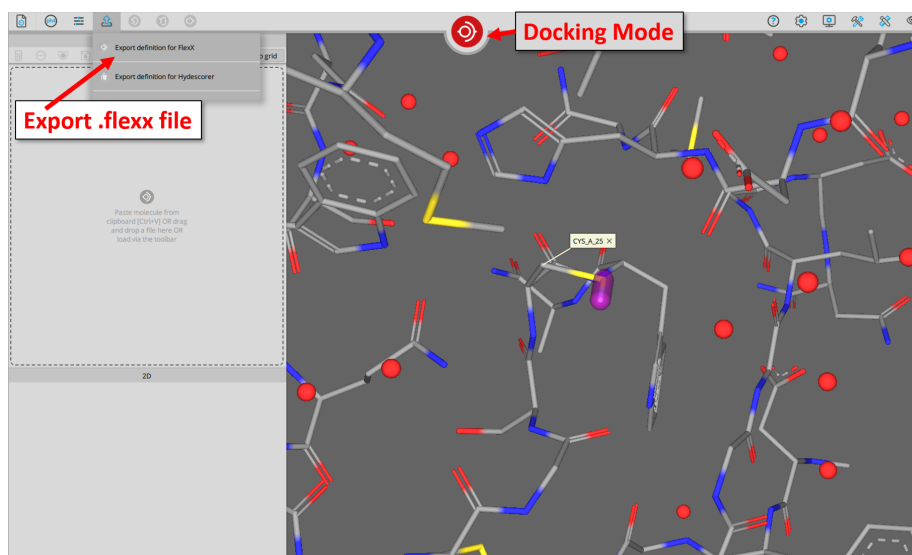 phi
?
Docking Mode
Export definition for FlexX
grid
Export definition for Hydescorer
Export .flexx file
Paste molecule from
clipboard [Ctrl+V] OR drag
and drop a file here OR
load via the toolbar
CYS_A_25 ×
2D